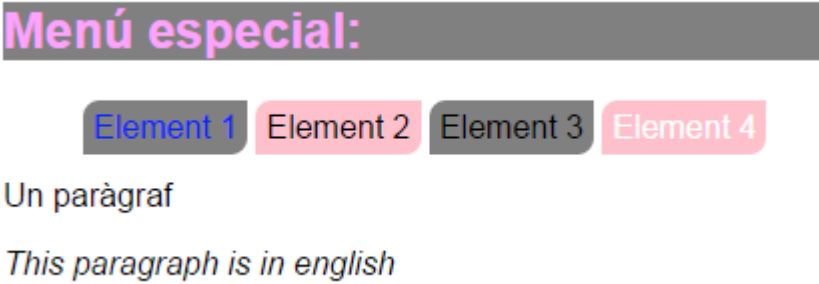 Menú especial:
Element 1 Element 2 Element 3 Element 4
Un paràgraf
This paragraph is in english